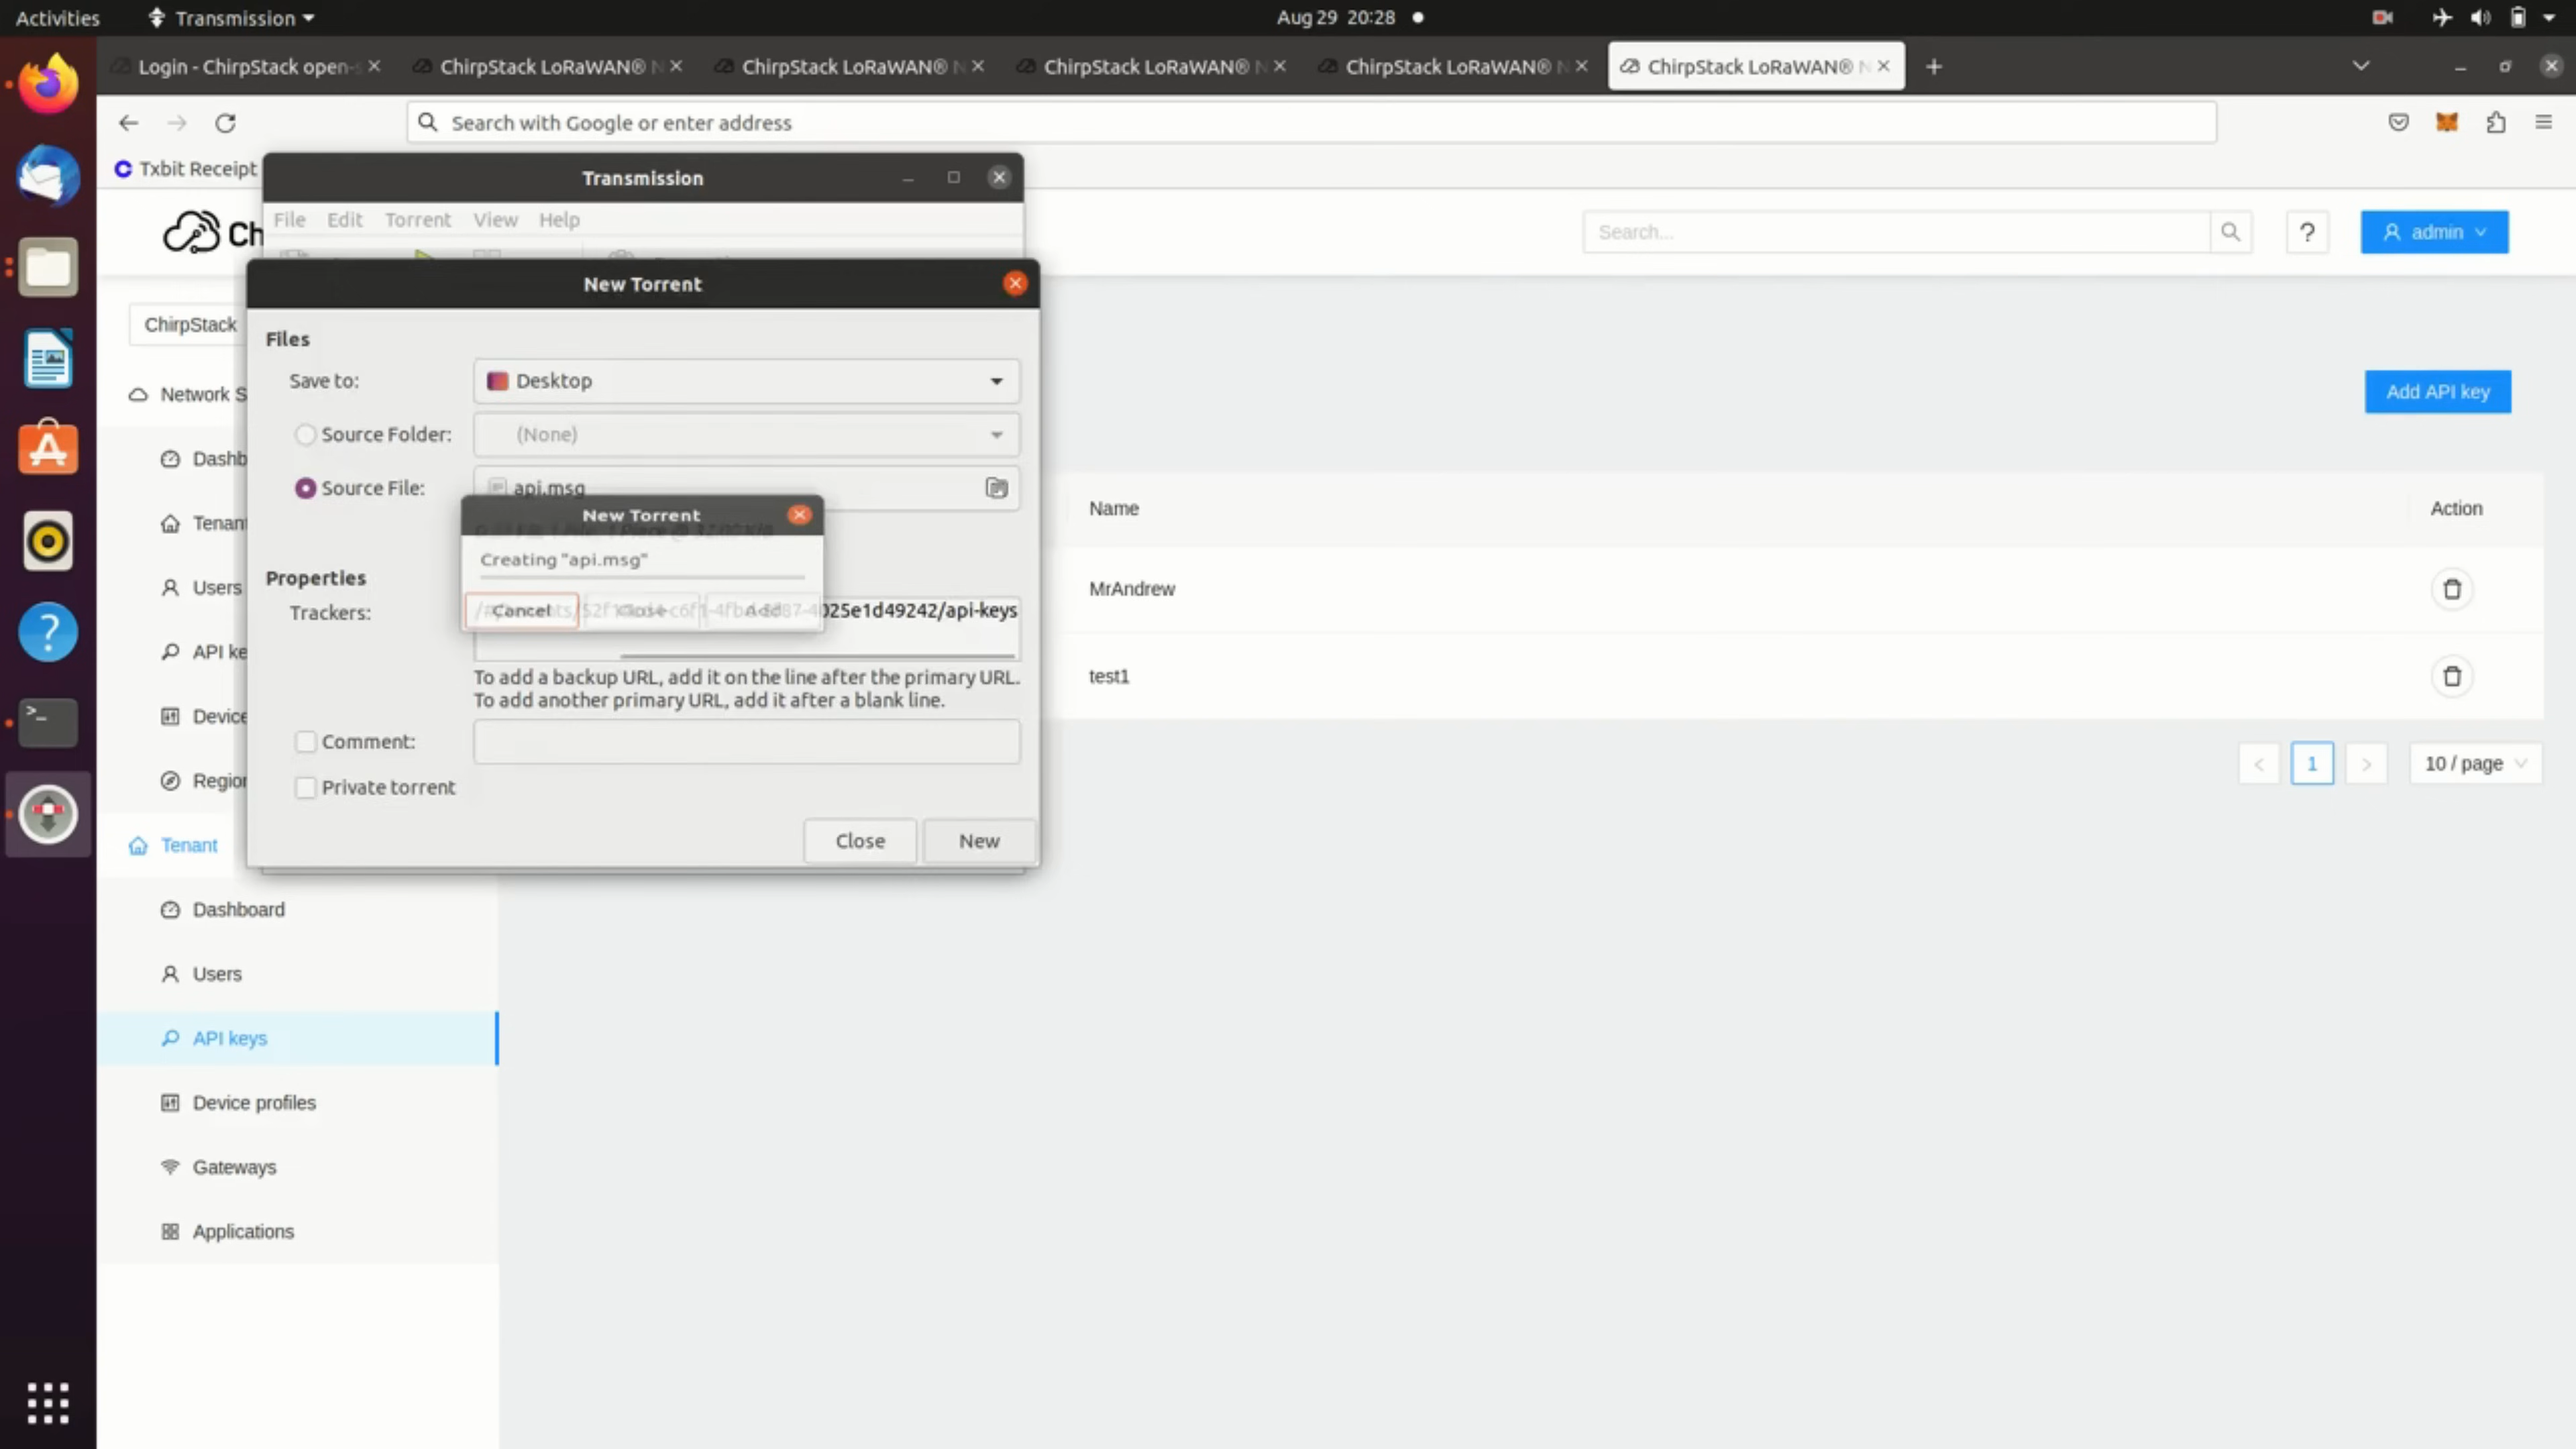 Activities
Transmission
Aug 29 20:28
Login - ChirpStack open-s
ChirpStack LoRaWAN® N
ChirpStack LoRaWAN® N
ChirpStack LoRaWAN® N
ChirpStack LoRaWAN® N
ChirpStack LoRaWAN® N
Search with Google or enter address
Txbit Receipt
Transmission
File Edit Torrent View Help
Chi
Search...
?
admin
New Torrent
Files
Save to: Desktop
Source Folder: (None)
Source File: api.msg
New Torrent
Creating "api.msg"
Cancel Close Add
Properties
Trackers:
025e1d49242/api-keys
To add a backup URL, add it on the line after the primary URL.
To add another primary URL, add it after a blank line.
Comment:
Private torrent
Close New
ChirpStack
Network S
Dashb
Tenant
Users
API ke
Device
Region
Tenant
Dashboard
Users
API keys
Device profiles
Gateways
Applications
Add API key
Name Action
MrAndrew
test1
1
10 / page